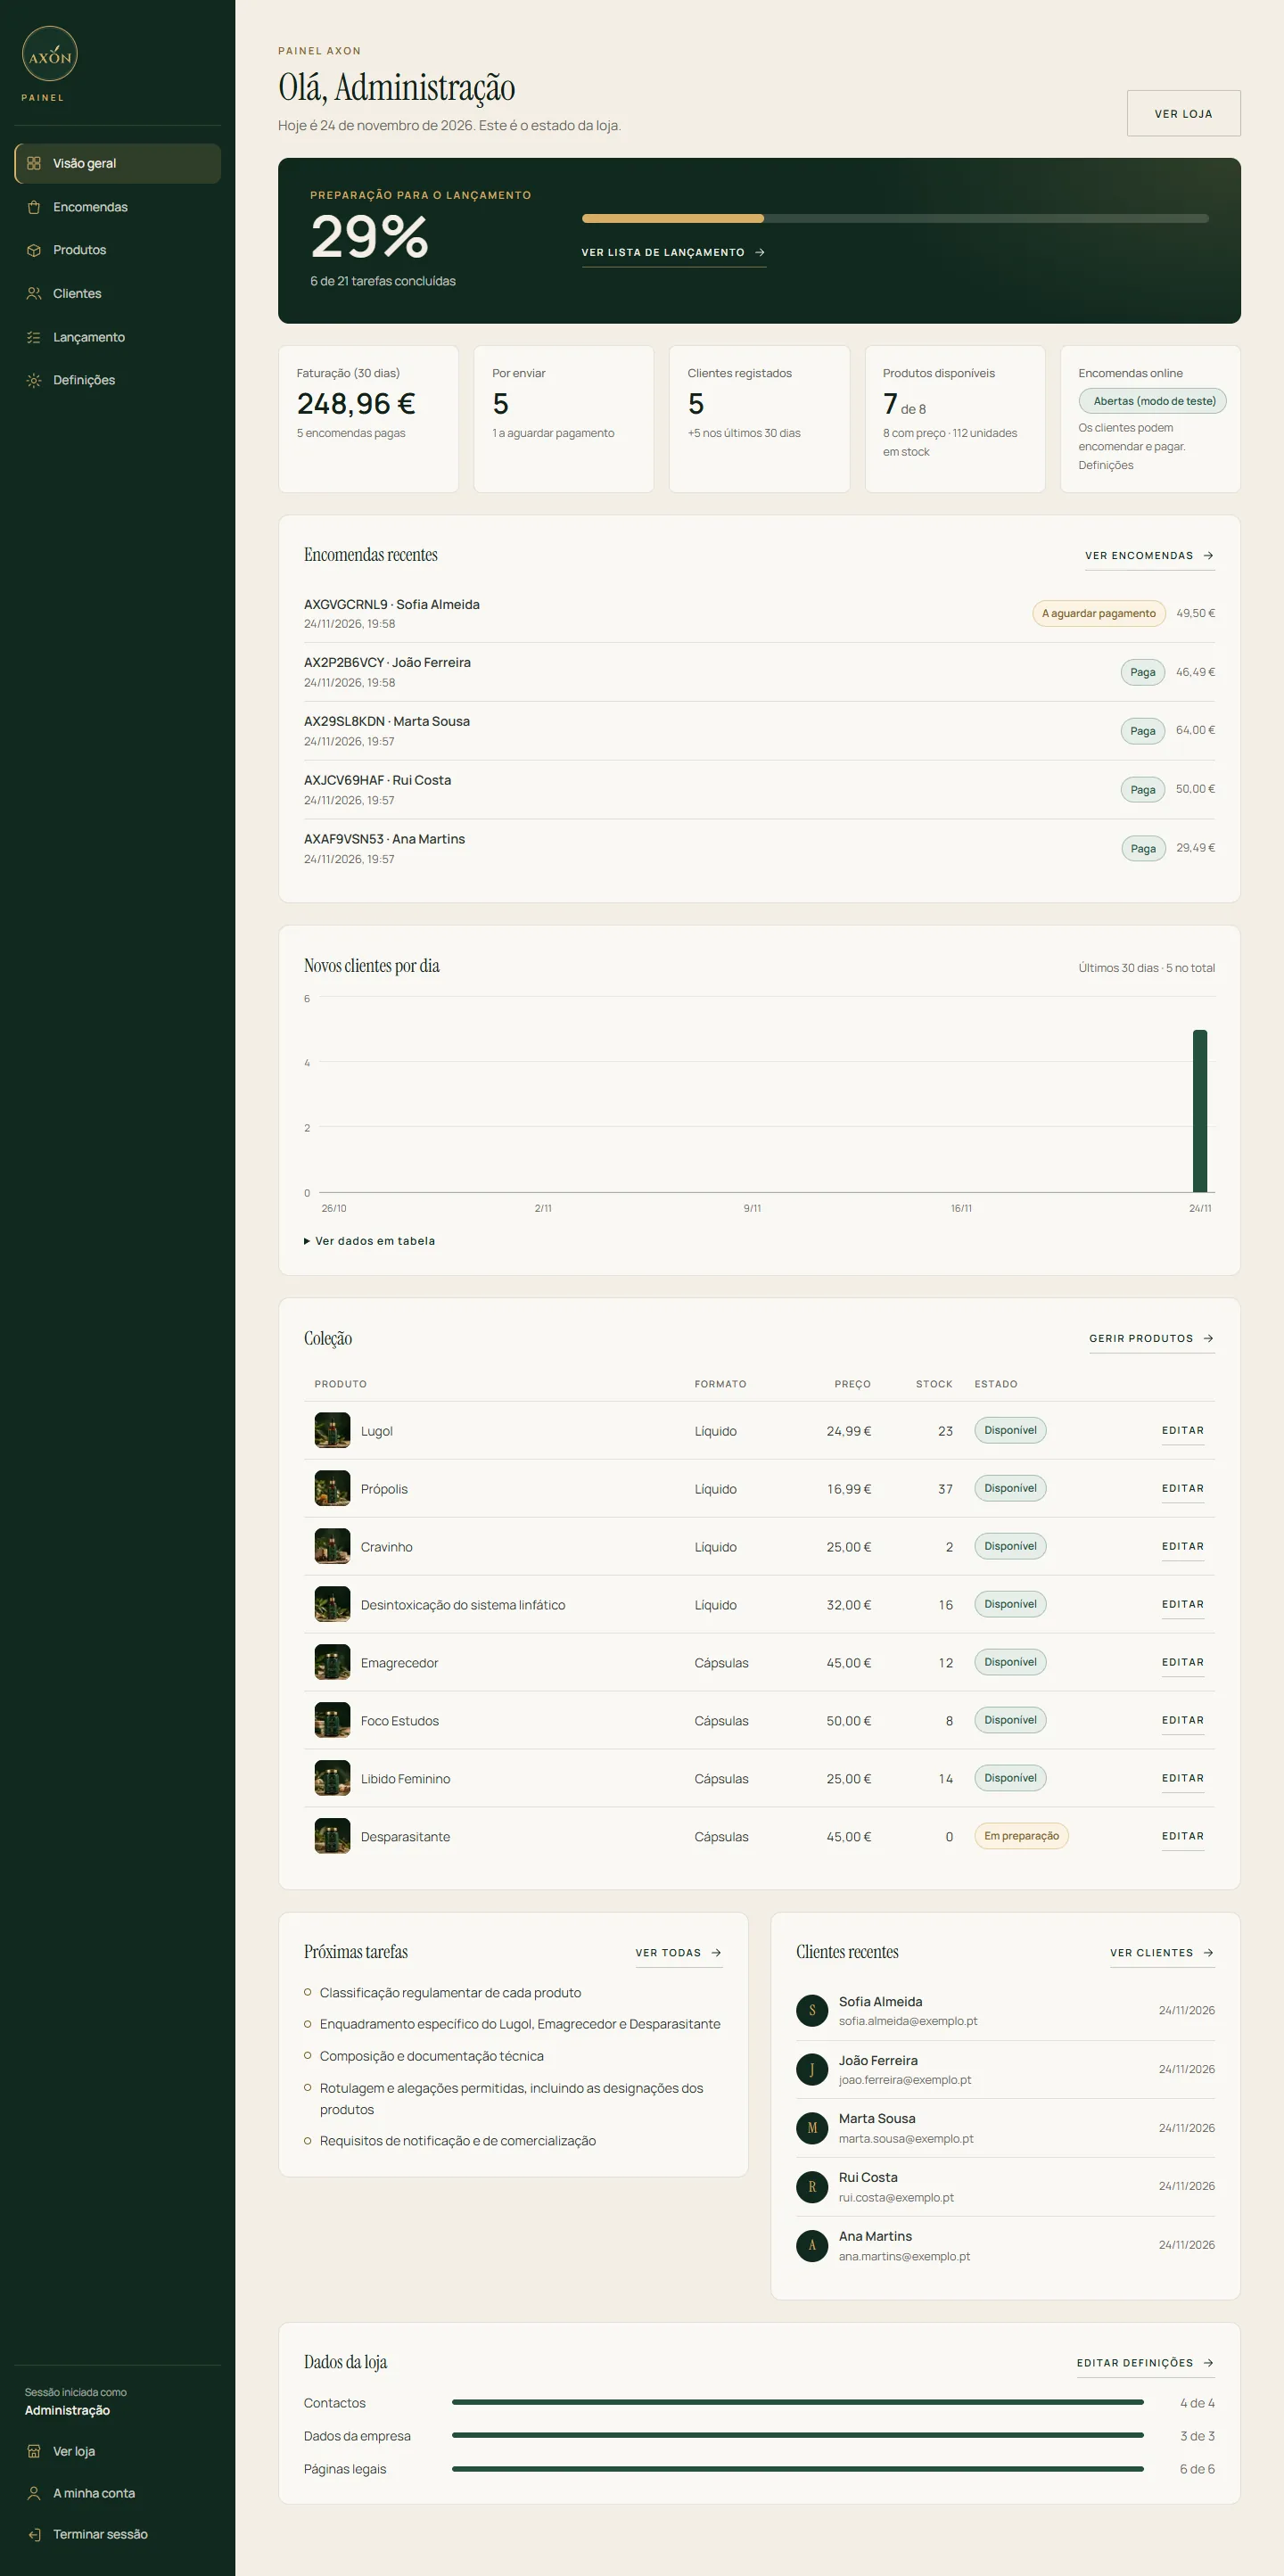 AXÓN
PAINEL
Visão geral
Encomendas
Produtos
Clientes
Lançamento
Definições
PAINEL AXON
Olá, Administração
Hoje é 24 de novembro de 2026. Este é o estado da loja.
VER LOJA
PREPARAÇÃO PARA O LANÇAMENTO
29%
6 de 21 tarefas concluídas
VER LISTA DE LANÇAMENTO →
Faturação (30 dias)
248,96 €
5 encomendas pagas
Por enviar
5
1 a aguardar pagamento
Clientes registados
5
+5 nos últimos 30 dias
Produtos disponíveis
7 de 8
8 com preço · 112 unidades
em stock
Encomendas online
Abertas (modo de teste)
Os clientes podem
encomendar e pagar.
Definições
Encomendas recentes
VER ENCOMENDAS →
AXGVGCRNL9 · Sofia Almeida
24/11/2026, 19:58
A aguardar pagamento 49,50 €
AX2P2B6VCY · João Ferreira
24/11/2026, 19:58
Paga 46,49 €
AX29SL8KDN · Marta Sousa
24/11/2026, 19:57
Paga 64,00 €
AXJCV69HAF · Rui Costa
24/11/2026, 19:57
Paga 50,00 €
AXAF9VSN53 · Ana Martins
24/11/2026, 19:57
Paga 29,49 €
Novos clientes por dia
Últimos 30 dias · 5 no total
6
4
2
0
26/10 2/11 9/11 16/11 24/11
Ver dados em tabela
Coleção
GERIR PRODUTOS →
PRODUTO FORMATO PREÇO STOCK ESTADO
Lugol Líquido 24,99 € 23 Disponível EDITAR
Própolis Líquido 16,99 € 37 Disponível EDITAR
Cravinho Líquido 25,00 € 2 Disponível EDITAR
Desintoxicação do sistema linfático Líquido 32,00 € 16 Disponível EDITAR
Emagrecedor Cápsulas 45,00 € 12 Disponível EDITAR
Foco Estudos Cápsulas 50,00 € 8 Disponível EDITAR
Libido Feminino Cápsulas 25,00 € 14 Disponível EDITAR
Desparasitante Cápsulas 45,00 € 0 Em preparação EDITAR
Próximas tarefas
VER TODAS →
Classificação regulamentar de cada produto
Enquadramento específico do Lugol, Emagrecedor e Desparasitante
Composição e documentação técnica
Rotulagem e alegações permitidas, incluindo as designações dos
produtos
Requisitos de notificação e de comercialização
Clientes recentes
VER CLIENTES →
S
Sofia Almeida
sofia.almeida@exemplo.pt
24/11/2026
J
João Ferreira
joao.ferreira@exemplo.pt
24/11/2026
M
Marta Sousa
marta.sousa@exemplo.pt
24/11/2026
R
Rui Costa
rui.costa@exemplo.pt
24/11/2026
A
Ana Martins
ana.martins@exemplo.pt
24/11/2026
Dados da loja
EDITAR DEFINIÇÕES →
Contactos 4 de 4
Dados da empresa 3 de 3
Páginas legais 6 de 6
Sessão iniciada como
Administração
Ver loja
A minha conta
Terminar sessão